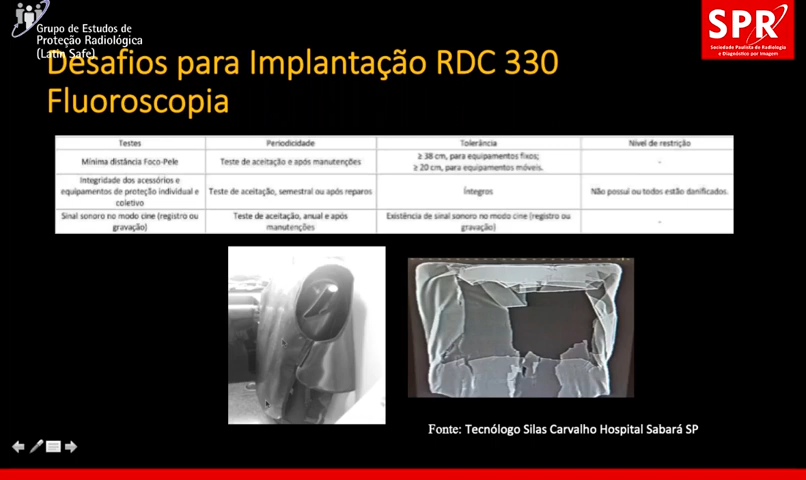 Grupo de Estudos de
Proteção Radiológica
(Latin Safe)
SPR
Sociedade Paulista de Radiologia
e Diagnóstico por Imagem
Desafios para Implantação RDC 330
Fluoroscopia
Testes Periodicidade Tolerância Nível de restrição
Mínima distância Foco-Pele Teste de aceitação e após manutenções ≥ 38 cm, para equipamentos fixos;
≥ 20 cm, para equipamentos móveis. -
Integridade dos acessórios e
equipamentos de proteção individual e
coletivo Teste de aceitação, semestral ou após reparos Íntegros Não possui ou todos estão danificados.
Sinal sonoro no modo cine (registro ou
gravação) Teste de aceitação, anual e após
manutenções Existência de sinal sonoro no modo cine (registro ou
gravação) -
Fonte: Tecnólogo Silas Carvalho Hospital Sabará SP